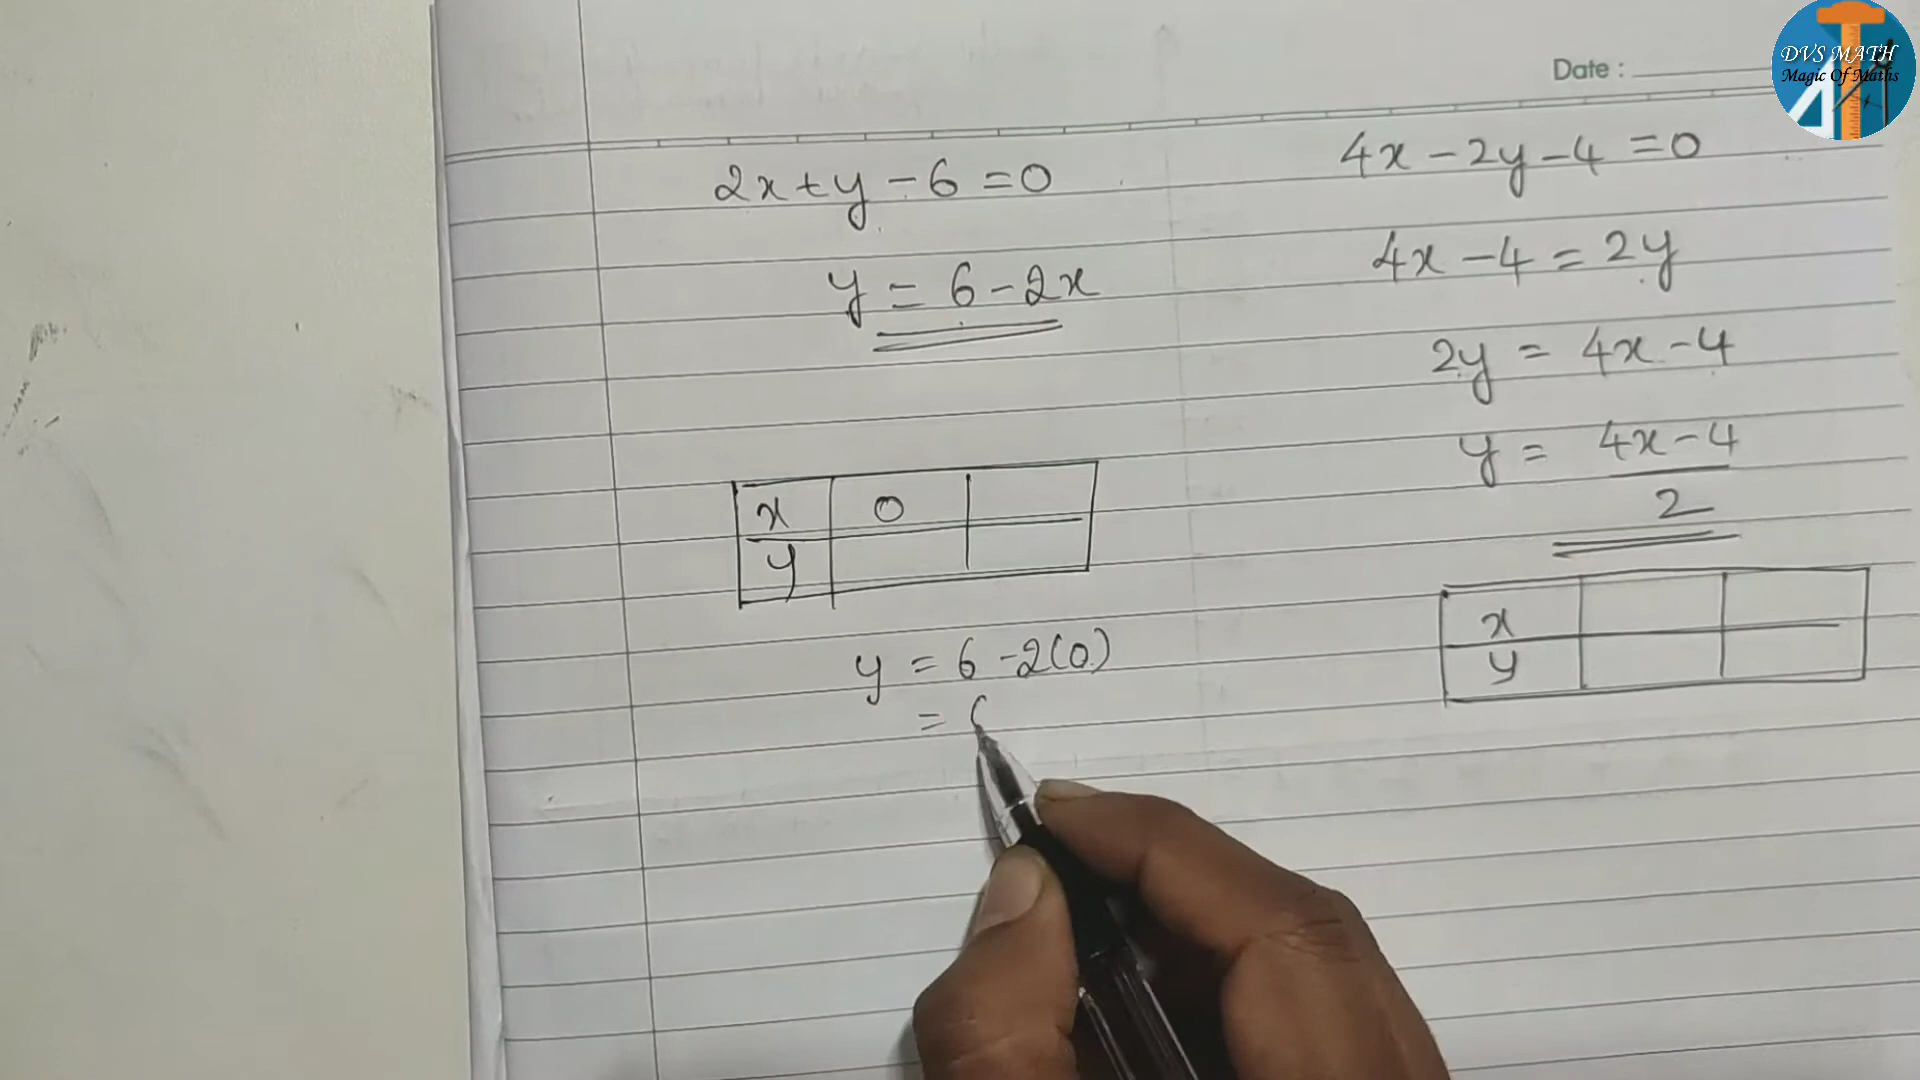 DVS MATH
Magic Of Maths
Date :
2x + y - 6 = 0
y = 6 - 2x
x 0
y
y = 6 - 2(0)
=
4x - 2y - 4 = 0
4x - 4 = 2y
2y = 4x - 4
y = 4x - 4
2
x
y